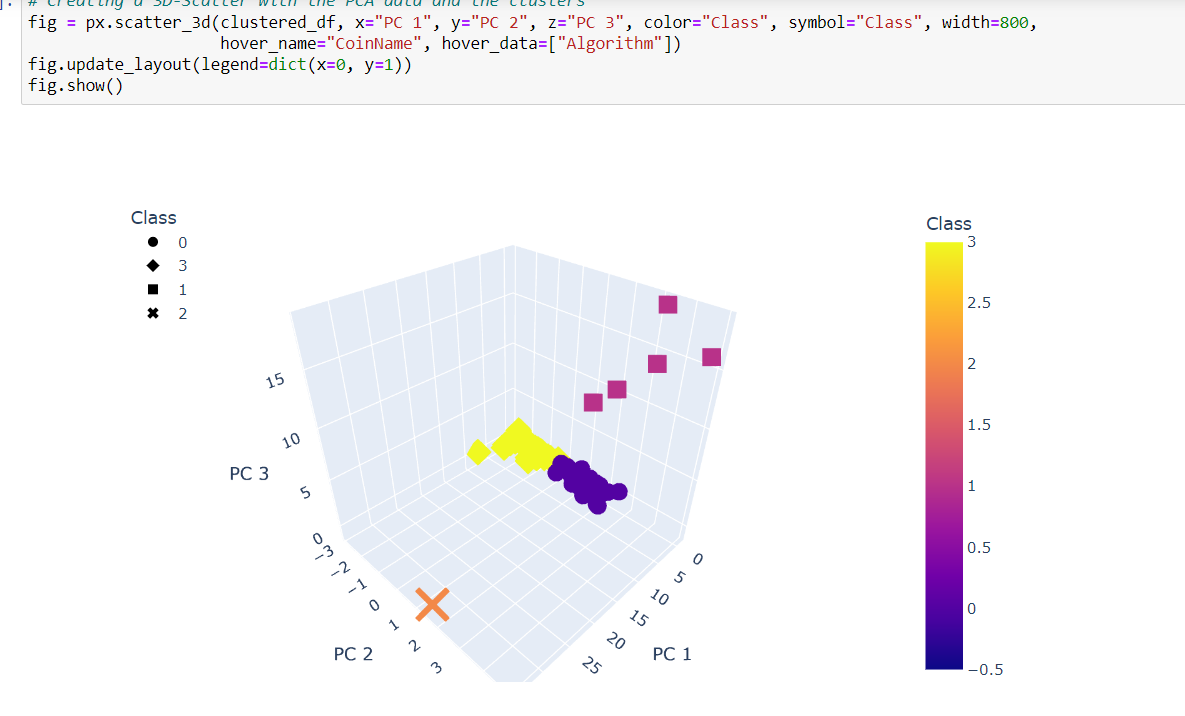 # Creating a 3D-Scatter with the PCA data and the clusters
fig = px.scatter_3d(clustered_df, x="PC 1", y="PC 2", z="PC 3", color="Class", symbol="Class", width=800,
hover_name="CoinName", hover_data=["Algorithm"])
fig.update_layout(legend=dict(x=0, y=1))
fig.show()
Class
0
3
1
2
Class
3
2.5
2
1.5
1
0.5
0
−0.5
15
10
5
0
PC 3
−3
−2
−1
0
1
2
3
PC 2
0
5
10
15
20
25
PC 1